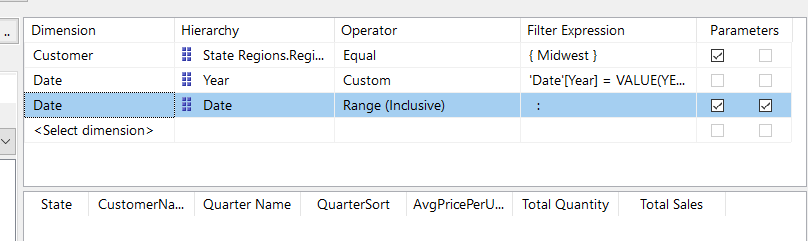 ..
Dimension Hierarchy Operator Filter Expression Parameters
Customer State Regions.Regi... Equal { Midwest }
Date Year Custom 'Date'[Year] = VALUE(YE...
Date Date Range (Inclusive) :
<Select dimension>
State CustomerNa... Quarter Name QuarterSort AvgPricePerU... Total Quantity Total Sales